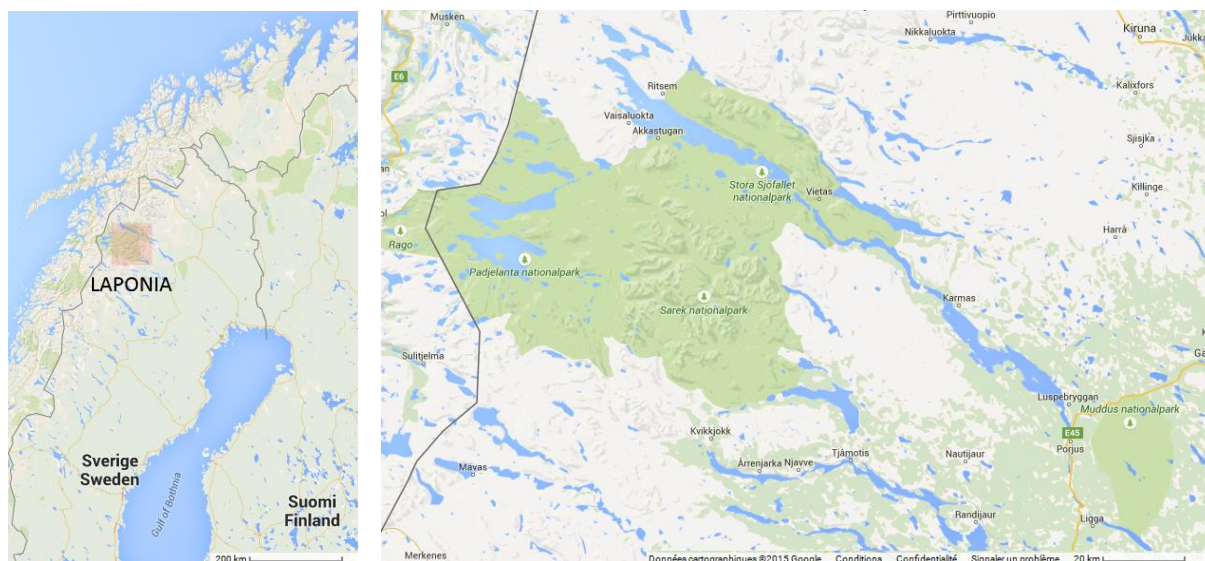 LAPONIA
Sverige
Sweden
Gulf of Bothnia
Suomi
Finland
200 km
Musken
Pirttivuopio
Nikkaluokta
Kiruna
E6
Ritsem
Kalixfors
Vaisaluokta
Akkastugan
Sjisjka
Stora Sjöfallet
nationalpark
Vietas
Killinge
Rago
Harrå
Padjelanta nationalpark
Sarek nationalpark
Karmas
Sulitjelma
Luspebryggan
Muddus nationalpark
Kvikkjokk
E45
Porjus
Årrenjarka
Njavve
Tjåmotis
Nautijaur
Mavas
Randijaur
Ligga
Merkenes
Données cartographiques ©2015 Google
Conditions
Confidentialité
Signaler un problème
20 km